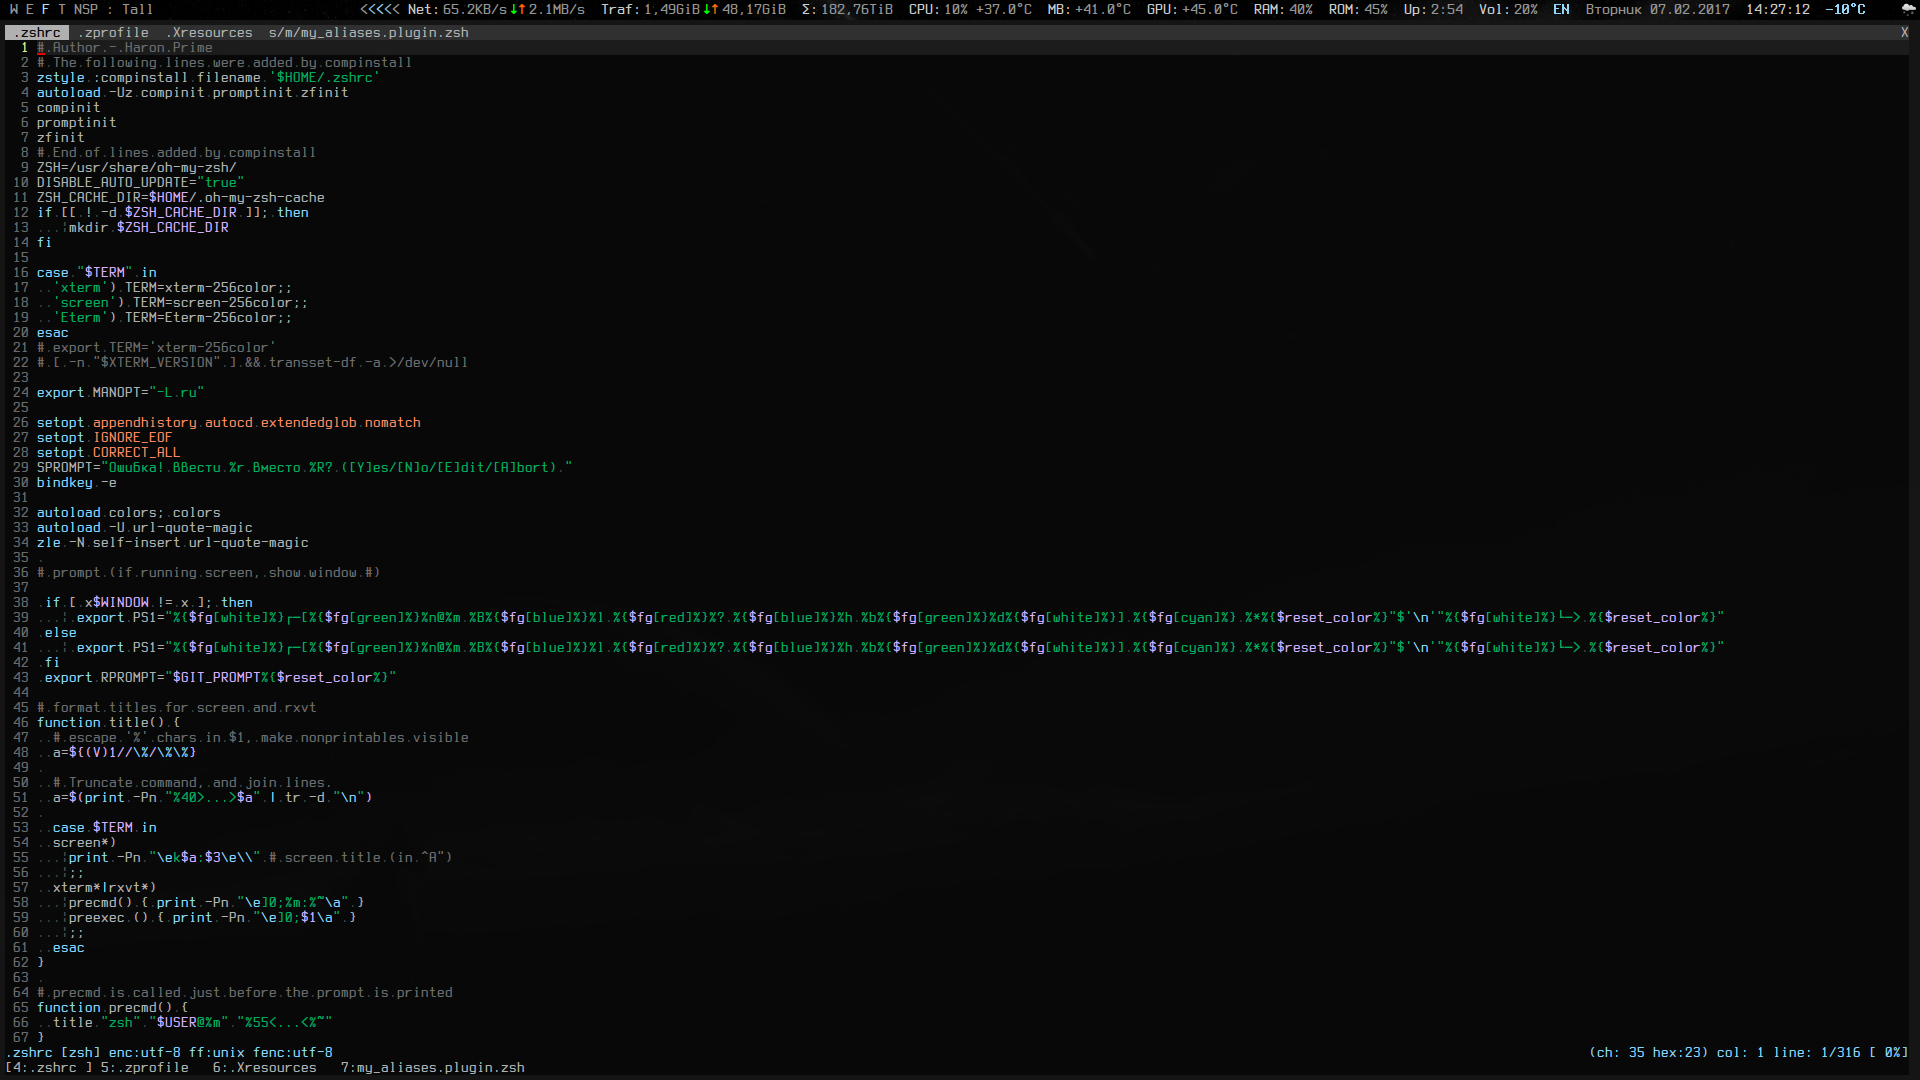 W E F T NSP : Tall <<<<< Net: 65.2KB/s↓↑2.1MB/s Traf: 1,49GiB↓↑48,17GiB Σ: 182,76TiB CPU: 10% +37.0°C MB: +41.0°C GPU: +45.0°C RAM: 40% ROM: 45% Up: 2:54 Vol: 20% EN Вторник 07.02.2017 14:27:12 -10°C
.zshrc .zprofile .Xresources s/m/my_aliases.plugin.zsh X
1 #.Author.-.Haron.Prime
2 #.The.following.lines.were.added.by.compinstall
3 zstyle.:compinstall.filename.'$HOME/.zshrc'
4 autoload.-Uz.compinit.promptinit.zfinit
5 compinit
6 promptinit
7 zfinit
8 #.End.of.lines.added.by.compinstall
9 ZSH=/usr/share/oh-my-zsh/
10 DISABLE_AUTO_UPDATE="true"
11 ZSH_CACHE_DIR=$HOME/.oh-my-zsh-cache
12 if.[[.!.-d.$ZSH_CACHE_DIR.]];.then
13 ...¦mkdir.$ZSH_CACHE_DIR
14 fi
15
16 case."$TERM".in
17 ..'xterm').TERM=xterm-256color;;
18 ..'screen').TERM=screen-256color;;
19 ..'Eterm').TERM=Eterm-256color;;
20 esac
21 #.export.TERM='xterm-256color'
22 #.[.-n."$XTERM_VERSION".].&&.transset-df.-a.>/dev/null
23
24 export.MANOPT="-L.ru"
25
26 setopt.appendhistory.autocd.extendedglob.nomatch
27 setopt.IGNORE_EOF
28 setopt.CORRECT_ALL
29 SPROMPT="Ошибка!.Ввести.%r.вместо.%R?.([Y]es/[N]o/[E]dit/[A]bort)."
30 bindkey.-e
31
32 autoload.colors;.colors
33 autoload.-U.url-quote-magic
34 zle.-N.self-insert.url-quote-magic
35 .
36 #.prompt.(if.running.screen,.show.window.#)
37
38 .if.[.x$WINDOW.!=.x.];.then
39 ...¦.export.PS1="%{$fg[white]%}┌─[%{$fg[green]%}%n@%m.%B%{$fg[blue]%}%l.%{$fg[red]%}%?.%{$fg[blue]%}%h.%b%{$fg[green]%}%d%{$fg[white]%}].%{$fg[cyan]%}.%*%{$reset_color%}"$'\n'"%{$fg[white]%}└─>.%{$reset_color%}"
40 .else
41 ...¦.export.PS1="%{$fg[white]%}┌─[%{$fg[green]%}%n@%m.%B%{$fg[blue]%}%l.%{$fg[red]%}%?.%{$fg[blue]%}%h.%b%{$fg[green]%}%d%{$fg[white]%}].%{$fg[cyan]%}.%*%{$reset_color%}"$'\n'"%{$fg[white]%}└─>.%{$reset_color%}"
42 .fi
43 .export.RPROMPT="$GIT_PROMPT%{$reset_color%}"
44
45 #.format.titles.for.screen.and.rxvt
46 function.title().{
47 ..#.escape.'%'.chars.in.$1,.make.nonprintables.visible
48 ..a=${(V)1//\%/\%\%}
49 .
50 ..#.Truncate.command,.and.join.lines.
51 ..a=$(print.-Pn."%40>...>$a".|.tr.-d."\n")
52 .
53 ..case.$TERM.in
54 ..screen*)
55 ...¦print.-Pn."\ek$a:$3\e\\".#.screen.title.(in.^A")
56 ...¦;;
57 ..xterm*|rxvt*)
58 ...¦precmd().{.print.-Pn."\e]0;%m:%~\a".}
59 ...¦preexec.().{.print.-Pn."\e]0;$1\a".}
60 ...¦;;
61 ..esac
62 }
63 .
64 #.precmd.is.called.just.before.the.prompt.is.printed
65 function.precmd().{
66 ..title."zsh"."$USER@%m"."%55<...<%~"
67 }
.zshrc [zsh] enc:utf-8 ff:unix fenc:utf-8 (ch: 35 hex:23) col: 1 line: 1/316 [ 0%]
[4:.zshrc ] 5:.zprofile 6:.Xresources 7:my_aliases.plugin.zsh